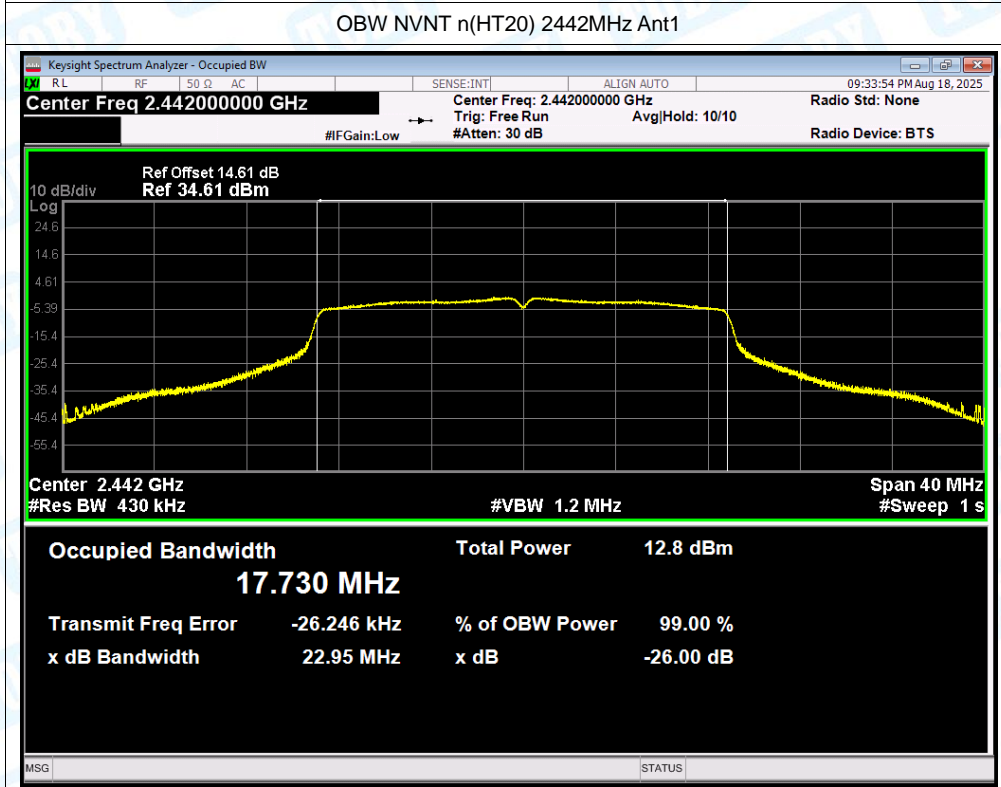 OBW NVNT n(HT20) 2442MHz Ant1
Keysight Spectrum Analyzer - Occupied BW
LXI RL RF 50 Ω AC SENSE:INT ALIGN AUTO 09:33:54 PM Aug 18, 2025
Center Freq 2.442000000 GHz Center Freq: 2.442000000 GHz Radio Std: None
Trig: Free Run Avg|Hold: 10/10
#IFGain:Low #Atten: 30 dB Radio Device: BTS
Ref Offset 14.61 dB
10 dB/div Ref 34.61 dBm
Log
24.6
14.6
4.61
-5.39
-15.4
-25.4
-35.4
-45.4
-55.4
Center 2.442 GHz Span 40 MHz
#Res BW 430 kHz #VBW 1.2 MHz #Sweep 1 s
Occupied Bandwidth Total Power 12.8 dBm
17.730 MHz
Transmit Freq Error -26.246 kHz % of OBW Power 99.00 %
x dB Bandwidth 22.95 MHz x dB -26.00 dB
MSG STATUS